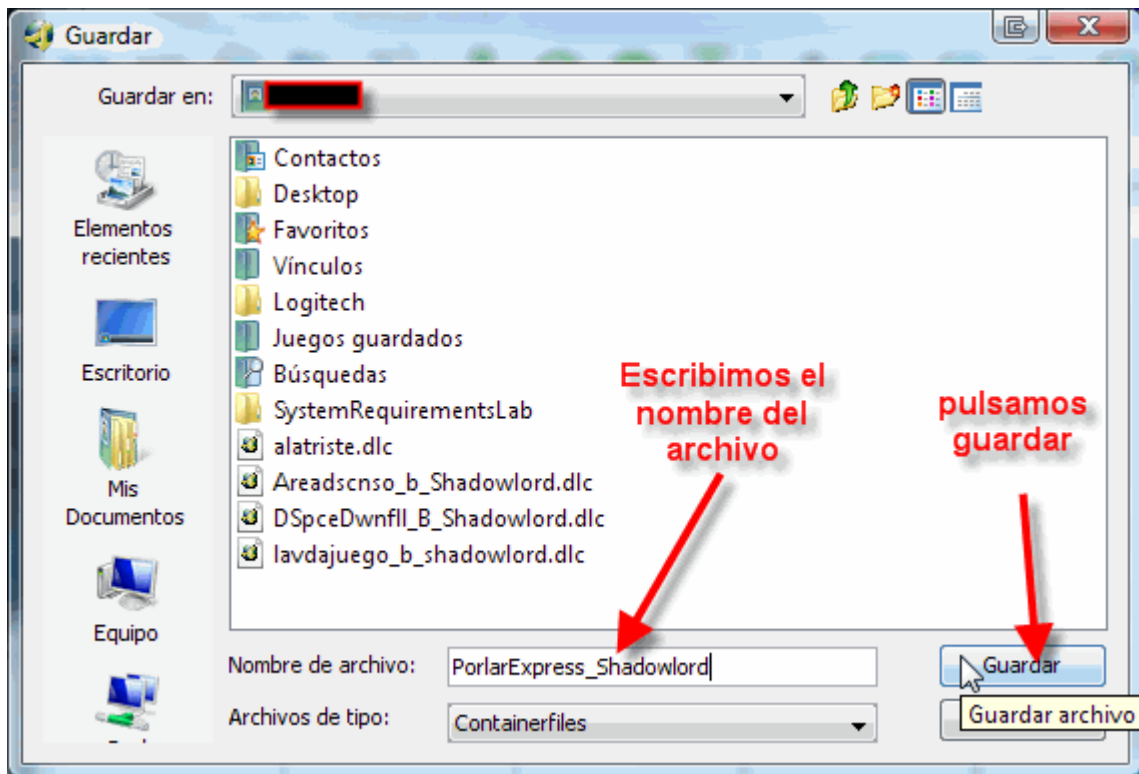 Guardar
Guardar en:
Elementos
recientes
Escritorio
Mis
Documentos
Equipo
Contactos
Desktop
Favoritos
Vínculos
Logitech
Juegos guardados
Búsquedas
SystemRequirementsLab
alatriste.dlc
Areadscnso_b_Shadowlord.dlc
DSpceDwnfll_B_Shadowlord.dlc
lavdajuego_b_shadowlord.dlc
Escribimos el
nombre del
archivo
pulsamos
guardar
Nombre de archivo:
PorlarExpress_Shadowlord
Guardar
Archivos de tipo:
Containerfiles
Guardar archivo